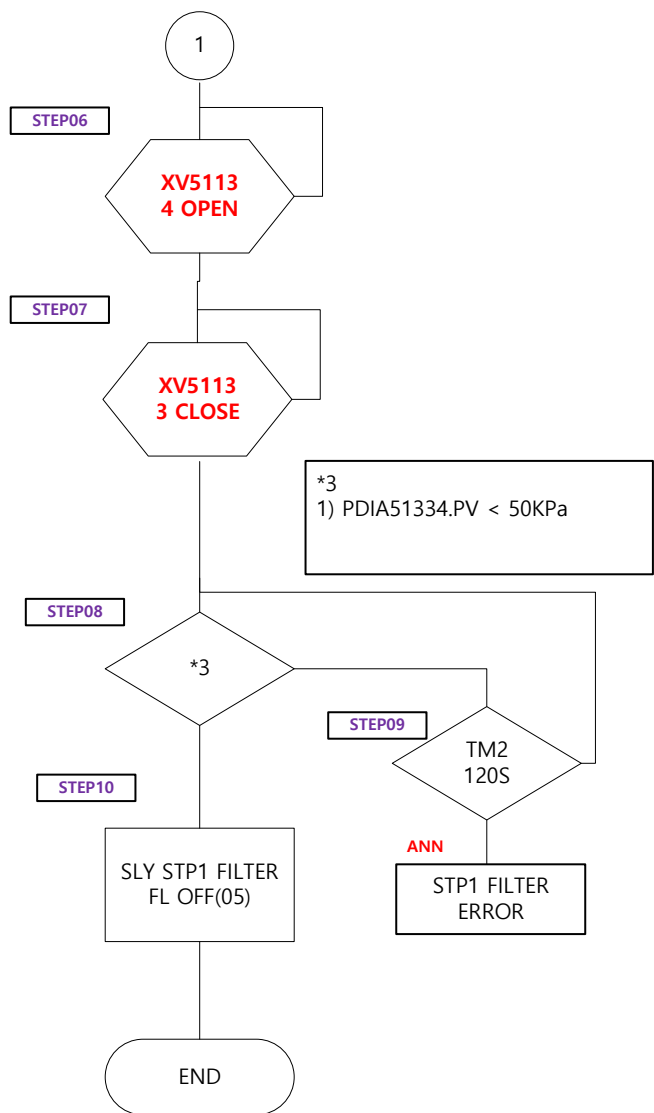 1
STEP06
XV5113
4 OPEN
STEP07
XV5113
3 CLOSE
*3
1) PDIA51334.PV < 50KPa
STEP08
*3
STEP09
TM2
120S
STEP10
SLY STP1 FILTER
FL OFF(05)
ANN
STP1 FILTER
ERROR
END